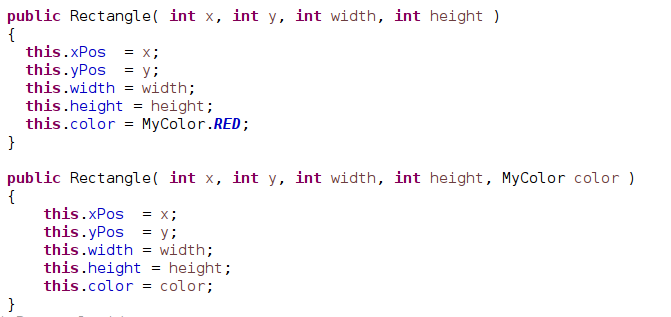 public Rectangle( int x, int y, int width, int height )
{
  this.xPos  = x;
  this.yPos  = y;
  this.width = width;
  this.height = height;
  this.color = MyColor.RED;
}

public Rectangle( int x, int y, int width, int height, MyColor color )
{
    this.xPos  = x;
    this.yPos  = y;
    this.width = width;
    this.height = height;
    this.color = color;
}